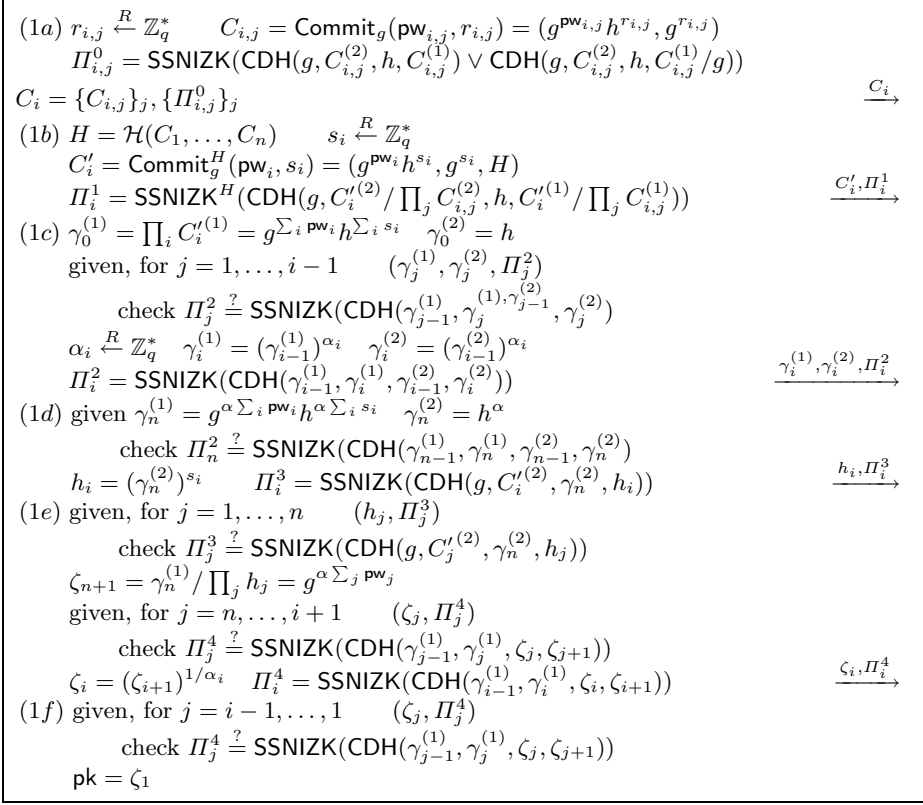 (1a) r_{i,j} ←^R ℤ_q^*   C_{i,j} = Commit_g(pw_{i,j}, r_{i,j}) = (g^{pw_{i,j}} h^{r_{i,j}}, g^{r_{i,j}})
Π^0_{i,j} = SSNIZK(CDH(g, C^{(2)}_{i,j}, h, C^{(1)}_{i,j}) ∨ CDH(g, C^{(2)}_{i,j}, h, C^{(1)}_{i,j}/g))
C_i = {C_{i,j}}_j, {Π^0_{i,j}}_j   —C_i→
(1b) H = ℋ(C_1, …, C_n)   s_i ←^R ℤ_q^*
C'_i = Commit^H_g(pw_i, s_i) = (g^{pw_i} h^{s_i}, g^{s_i}, H)
Π^1_i = SSNIZK^H(CDH(g, C'^{(2)}_i / ∏_j C^{(2)}_{i,j}, h, C'^{(1)}_i / ∏_j C^{(1)}_{i,j}))   —C'_i, Π^1_i→
(1c) γ^{(1)}_0 = ∏_i C'^{(1)}_i = g^{∑_i pw_i} h^{∑_i s_i}   γ^{(2)}_0 = h
given, for j = 1, …, i − 1   (γ^{(1)}_j, γ^{(2)}_j, Π^2_j)
check Π^2_j =^? SSNIZK(CDH(γ^{(1)}_{j−1}, γ_j^{(1),γ^{(2)}_{j−1}}, γ^{(2)}_j)
α_i ←^R ℤ_q^*   γ^{(1)}_i = (γ^{(1)}_{i−1})^{α_i}   γ^{(2)}_i = (γ^{(2)}_{i−1})^{α_i}
Π^2_i = SSNIZK(CDH(γ^{(1)}_{i−1}, γ^{(1)}_i, γ^{(2)}_{i−1}, γ^{(2)}_i))   —γ^{(1)}_i, γ^{(2)}_i, Π^2_i→
(1d) given γ^{(1)}_n = g^{α ∑_i pw_i} h^{α ∑_i s_i}   γ^{(2)}_n = h^α
check Π^2_n =^? SSNIZK(CDH(γ^{(1)}_{n−1}, γ^{(1)}_n, γ^{(2)}_{n−1}, γ^{(2)}_n)
h_i = (γ^{(2)}_n)^{s_i}   Π^3_i = SSNIZK(CDH(g, C'^{(2)}_i, γ^{(2)}_n, h_i))   —h_i, Π^3_i→
(1e) given, for j = 1, …, n   (h_j, Π^3_j)
check Π^3_j =^? SSNIZK(CDH(g, C'^{(2)}_j, γ^{(2)}_n, h_j))
ζ_{n+1} = γ^{(1)}_n / ∏_j h_j = g^{α ∑_j pw_j}
given, for j = n, …, i + 1   (ζ_j, Π^4_j)
check Π^4_j =^? SSNIZK(CDH(γ^{(1)}_{j−1}, γ^{(1)}_j, ζ_j, ζ_{j+1}))
ζ_i = (ζ_{i+1})^{1/α_i}   Π^4_i = SSNIZK(CDH(γ^{(1)}_{i−1}, γ^{(1)}_i, ζ_i, ζ_{i+1}))   —ζ_i, Π^4_i→
(1f) given, for j = i − 1, …, 1   (ζ_j, Π^4_j)
check Π^4_j =^? SSNIZK(CDH(γ^{(1)}_{j−1}, γ^{(1)}_j, ζ_j, ζ_{j+1}))
pk = ζ_1